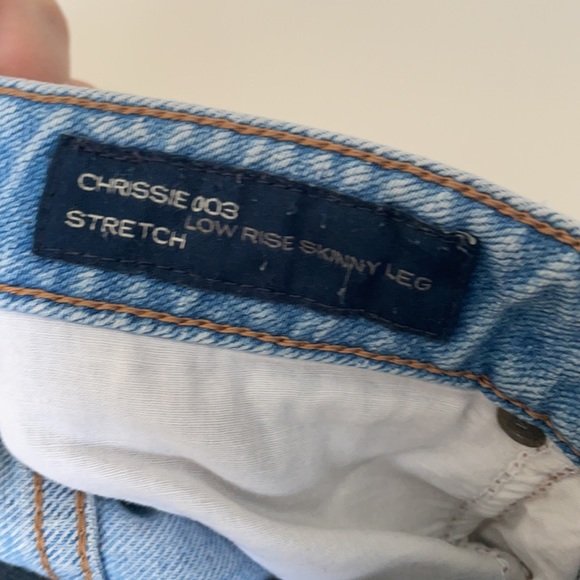 CHRISSIE 003
LOW RISE SKINNY LEG
STRETCH